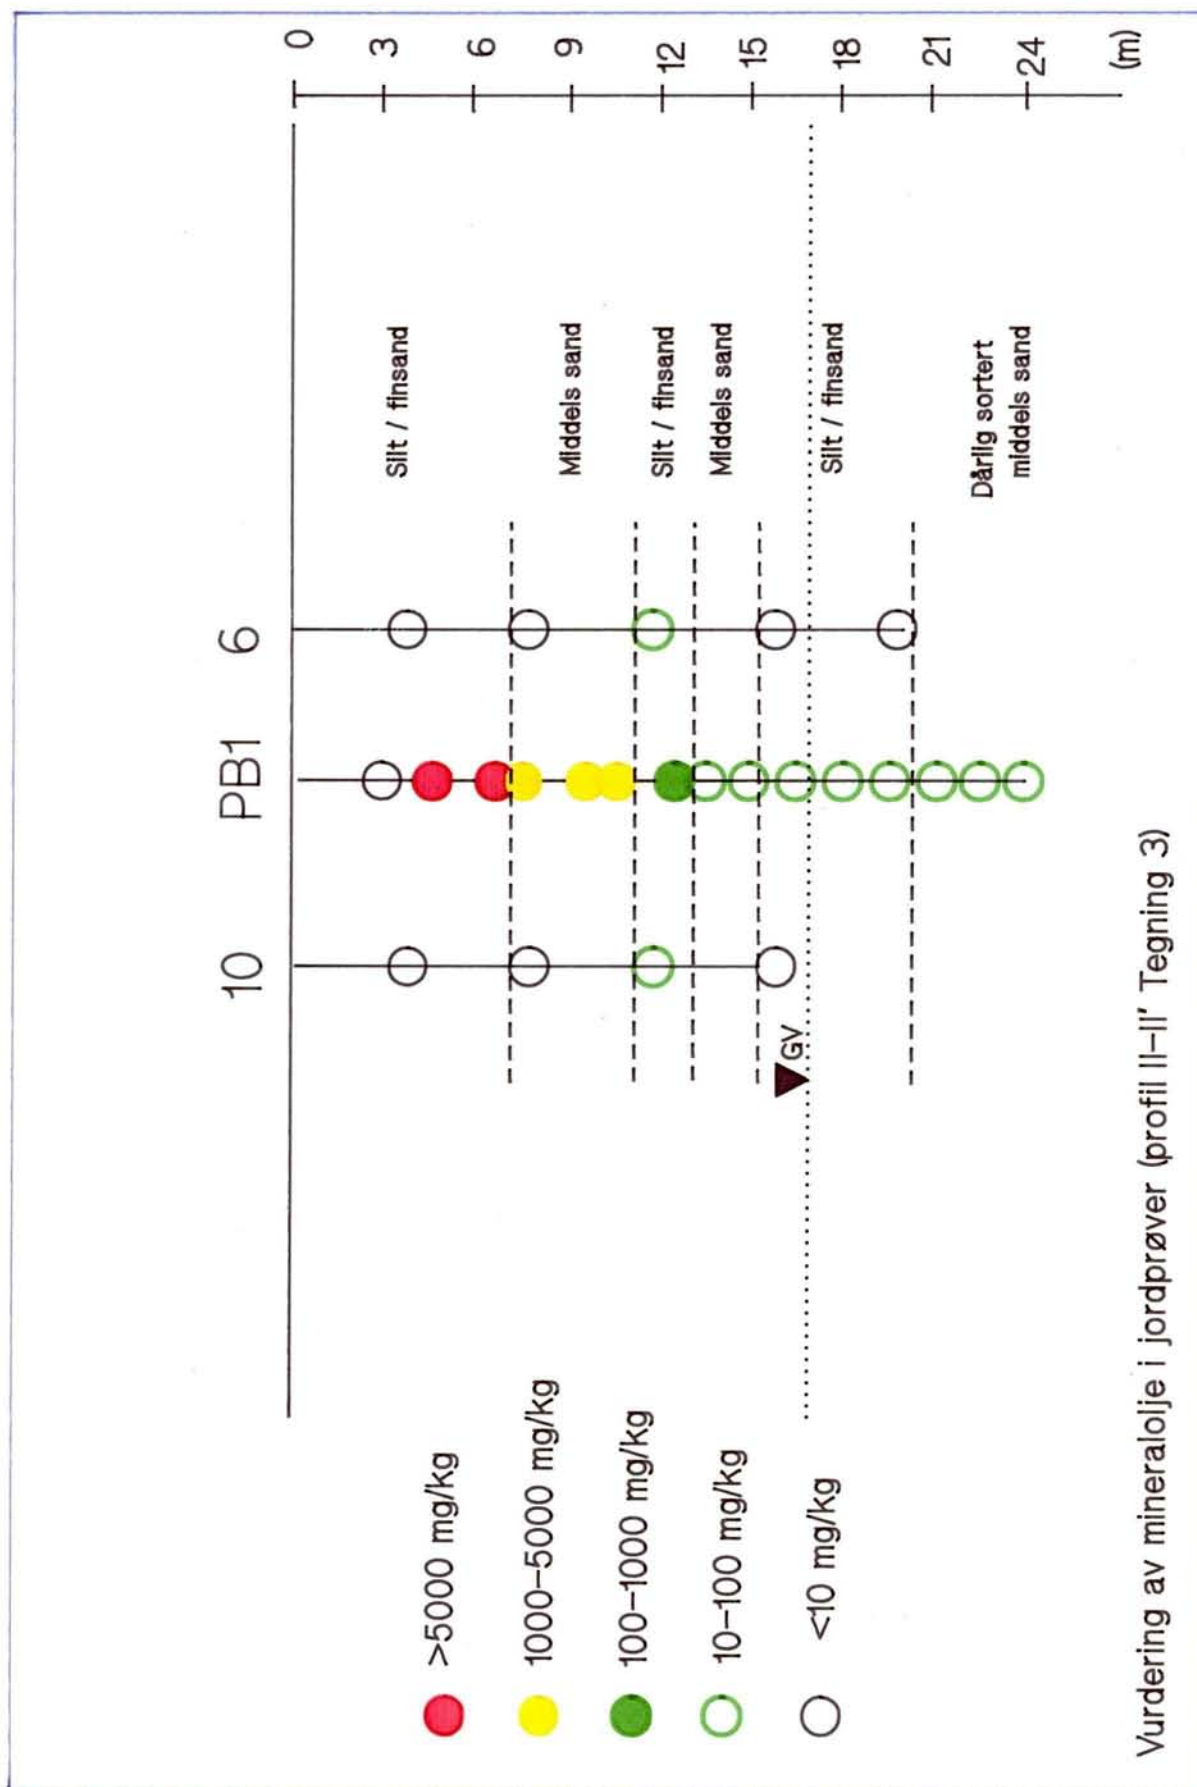 10
PB1
6
0
3
6
9
12
15
18
21
24
(m)
Silt / finsand
Middels sand
Silt / finsand
Middels sand
GV
Silt / finsand
Dårlig sortert
middels sand
>5000 mg/kg
1000–5000 mg/kg
100–1000 mg/kg
10–100 mg/kg
<10 mg/kg
Vurdering av mineralolje i jordprøver (profil II–II' Tegning 3)